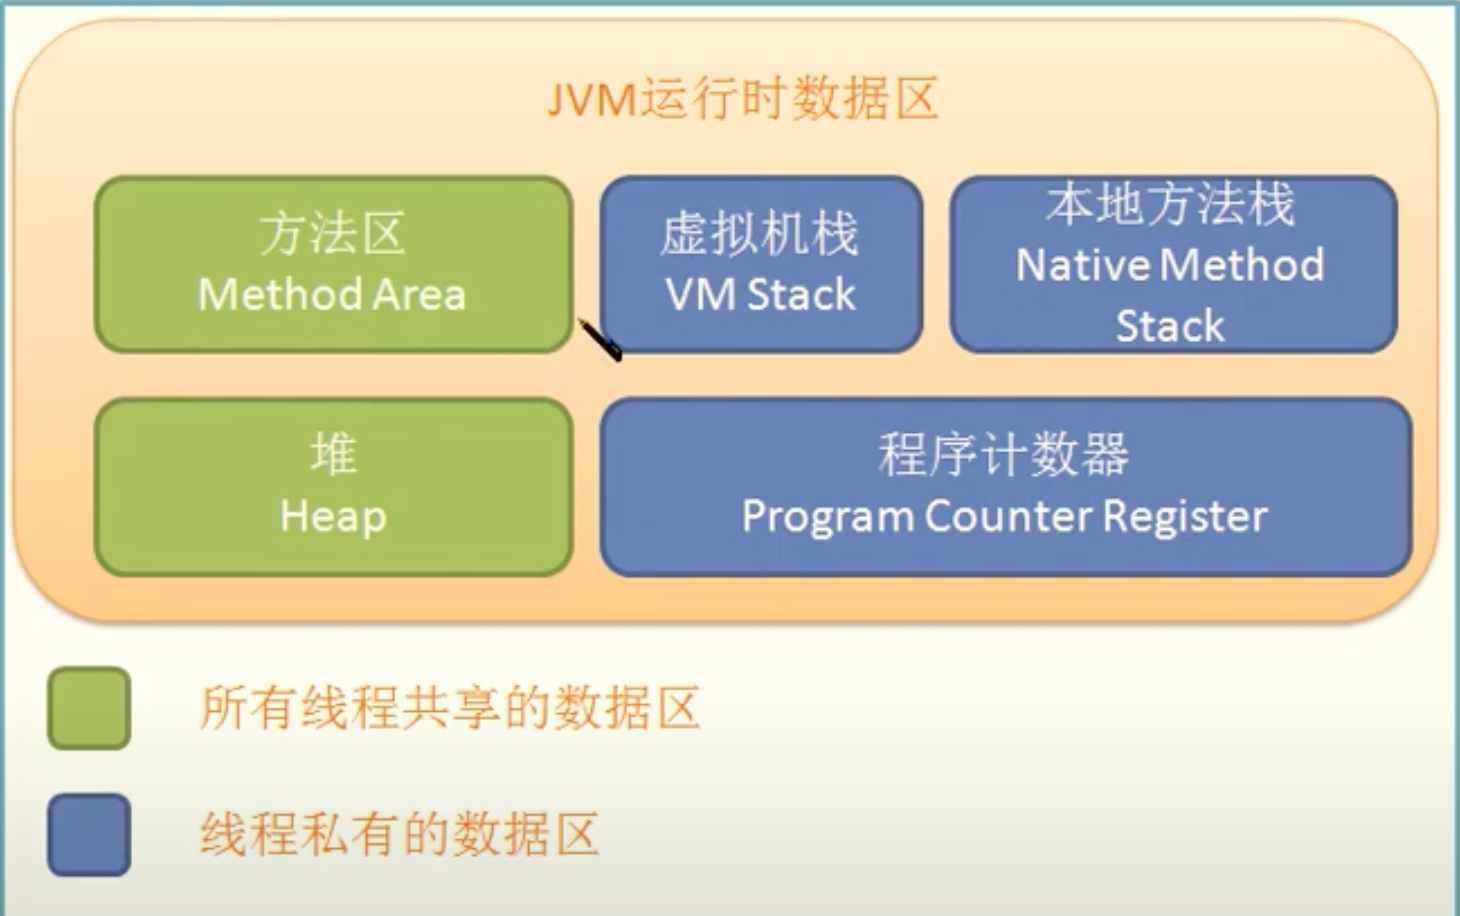 JVM运行时数据区
方法区
Method Area
虚拟机栈
VM Stack
本地方法栈
Native Method
Stack
堆
Heap
程序计数器
Program Counter Register
所有线程共享的数据区
线程私有的数据区